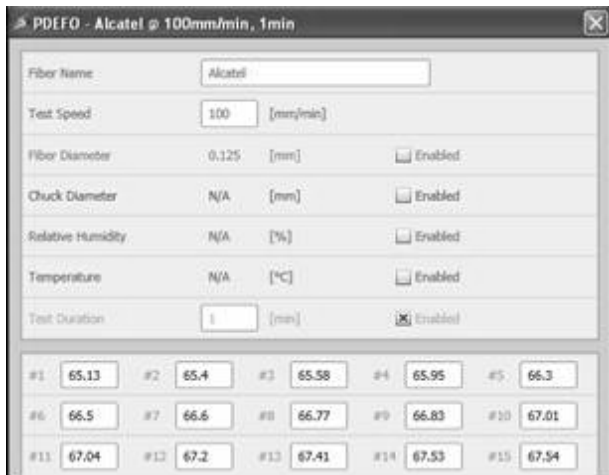 PDEFO - Alcatel @ 100mm/min, 1min
Fiber Name Alcatel
Test Speed 100 [mm/min]
Fiber Diameter 0.125 [mm] Enabled
Chuck Diameter N/A [mm] Enabled
Relative Humidity N/A [%] Enabled
Temperature N/A [°C] Enabled
Test Duration 1 [min] Enabled
#1 65.13 #2 65.4 #3 65.58 #4 65.95 #5 66.3
#6 66.5 #7 66.6 #8 66.77 #9 66.83 #10 67.01
#11 67.04 #12 67.2 #13 67.41 #14 67.53 #15 67.54